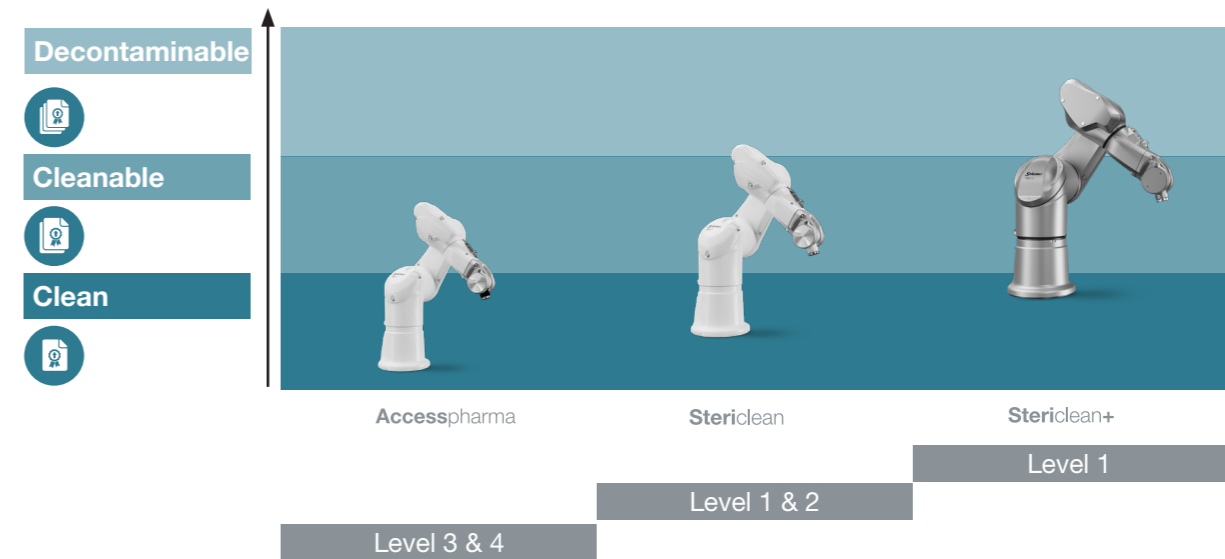 Decontaminable
Cleanable
Clean
Accesspharma
Stericlean
Stericlean+
Level 1
Level 1 & 2
Level 3 & 4